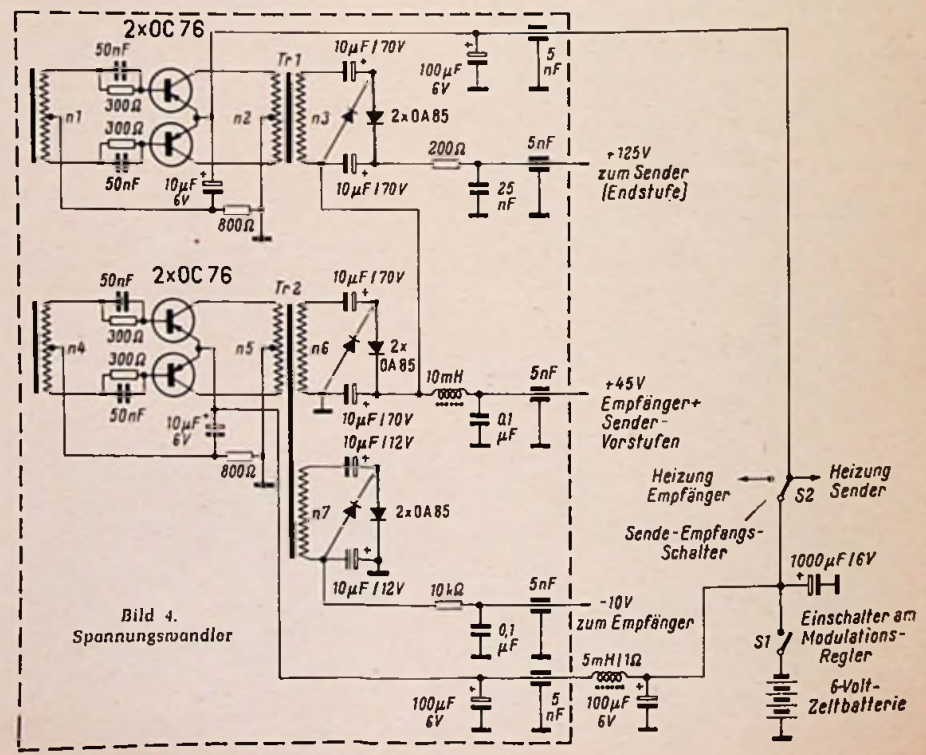 2xOC 76
50nF
300Ω
300Ω
50nF
n1
10µF
6V
800Ω
n2
Tr1
n3
10µF/70V
2x0A85
10µF/70V
200Ω
100µF
6V
5
nF
5nF
25
nF
+125V
zum Sender
(Endstufe)
2xOC 76
50nF
300Ω
300Ω
50nF
n4
10µF
6V
800Ω
n5
Tr2
n6
10µF/70V
2x
0A85
10µF/70V
10mH
5nF
0,1
µF
+45V
Empfänger+
Sender-
Vorstufen
10µF/12V
n7
2x0A85
10µF/12V
10kΩ
5nF
0,1
µF
-10V
zum Empfänger
100µF
6V
5
nF
5mH/1Ω
100µF
6V
Heizung
Empfänger
Heizung
Sender
S2
Sende-Empfangs-
Schalter
1000µF/6V
S1
Einschalter am
Modulations-
Regler
6-Volt-
Zeltbatterie
Bild 4.
Spannungswandler